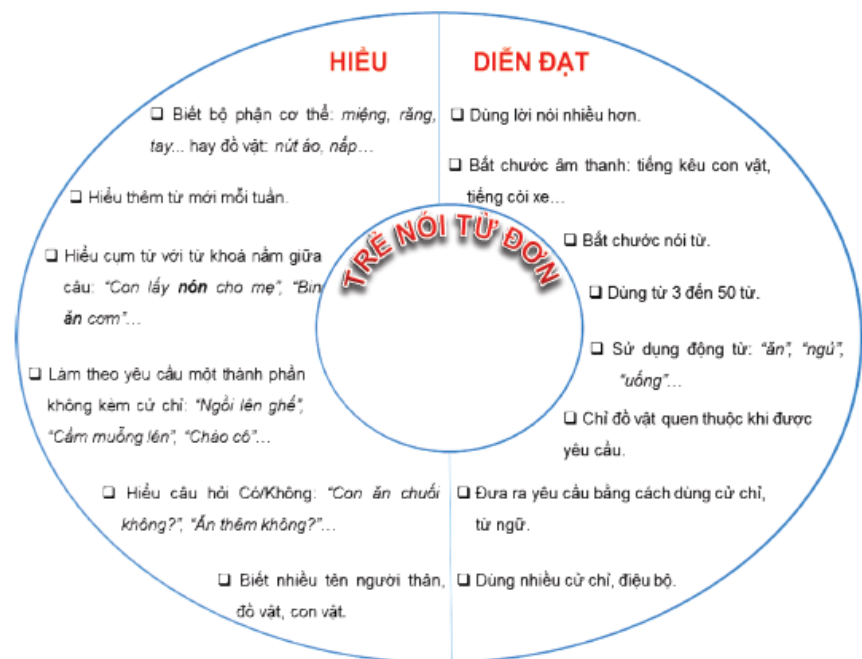 HIỂU
❑ Biết bộ phận cơ thể: miệng, răng,
tay... hay đồ vật: nút áo, nắp…
❑ Hiểu thêm từ mới mỗi tuần.
❑ Hiểu cụm từ với từ khoá nằm giữa
câu: “Con lấy nón cho mẹ”, “Bin
ăn cơm”…
❑ Làm theo yêu cầu một thành phần
không kèm cử chỉ: “Ngồi lên ghế”,
“Cầm muỗng lên”, “Chào cô”…
❑ Hiểu câu hỏi Có/Không: “Con ăn chuối
không?”, “Ăn thêm không?”…
❑ Biết nhiều tên người thân,
đồ vật, con vật.
TRẺ NÓI TỪ ĐƠN
DIỄN ĐẠT
❑ Dùng lời nói nhiều hơn.
❑ Bắt chước âm thanh: tiếng kêu con vật,
tiếng còi xe…
❑ Bắt chước nói từ.
❑ Dùng từ 3 đến 50 từ.
❑ Sử dụng động từ: “ăn”, “ngủ”,
“uống”…
❑ Chỉ đồ vật quen thuộc khi được
yêu cầu.
❑ Đưa ra yêu cầu bằng cách dùng cử chỉ,
từ ngữ.
❑ Dùng nhiều cử chỉ, điệu bộ.